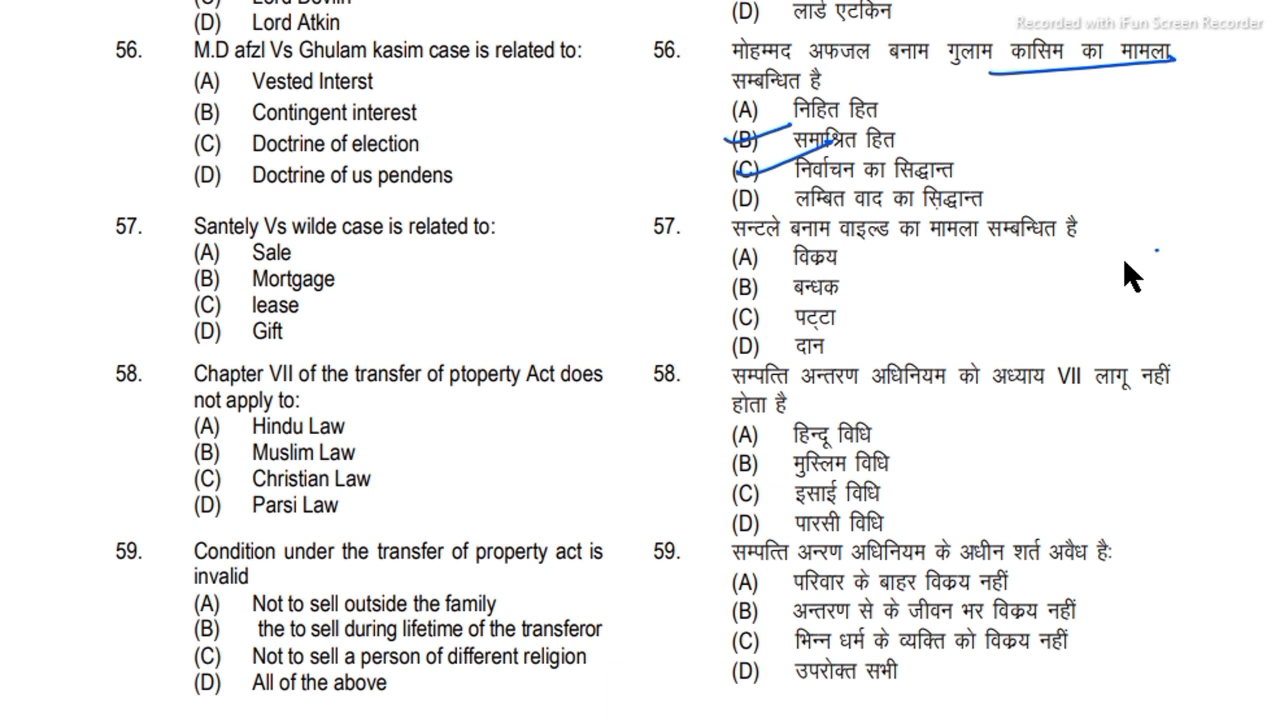 (D) Lord Atkin
56. M.D afzl Vs Ghulam kasim case is related to:
(A) Vested Interst
(B) Contingent interest
(C) Doctrine of election
(D) Doctrine of us pendens
57. Santely Vs wilde case is related to:
(A) Sale
(B) Mortgage
(C) lease
(D) Gift
58. Chapter VII of the transfer of ptoperty Act does
not apply to:
(A) Hindu Law
(B) Muslim Law
(C) Christian Law
(D) Parsi Law
59. Condition under the transfer of property act is
invalid
(A) Not to sell outside the family
(B) the to sell during lifetime of the transferor
(C) Not to sell a person of different religion
(D) All of the above
(D) लार्ड एटकिन
Recorded with iFun Screen Recorder
56. मोहम्मद अफजल बनाम गुलाम कासिम का मामला
सम्बन्धित है
(A) निहित हित
(B) समाश्रित हित
(C) निर्वाचन का सिद्धान्त
(D) लम्बित वाद का सि़द्धान्त
57. सन्टले बनाम वाइल्ड का मामला सम्बन्धित है
(A) विक्रय
(B) बन्धक
(C) पट्टा
(D) दान
58. सम्पत्ति अन्तरण अधिनियम को अध्याय VII लागू नहीं
होता है
(A) हिन्दू विधि
(B) मुस्लिम विधि
(C) इसाई विधि
(D) पारसी विधि
59. सम्पत्ति अन्रण अधिनियम के अधीन शर्त अवैध है:
(A) परिवार के बाहर विक्रय नहीं
(B) अन्तरण से के जीवन भर विक्रय नहीं
(C) भिन्न धर्म के व्यक्ति को विक्रय नहीं
(D) उपरोक्त सभी